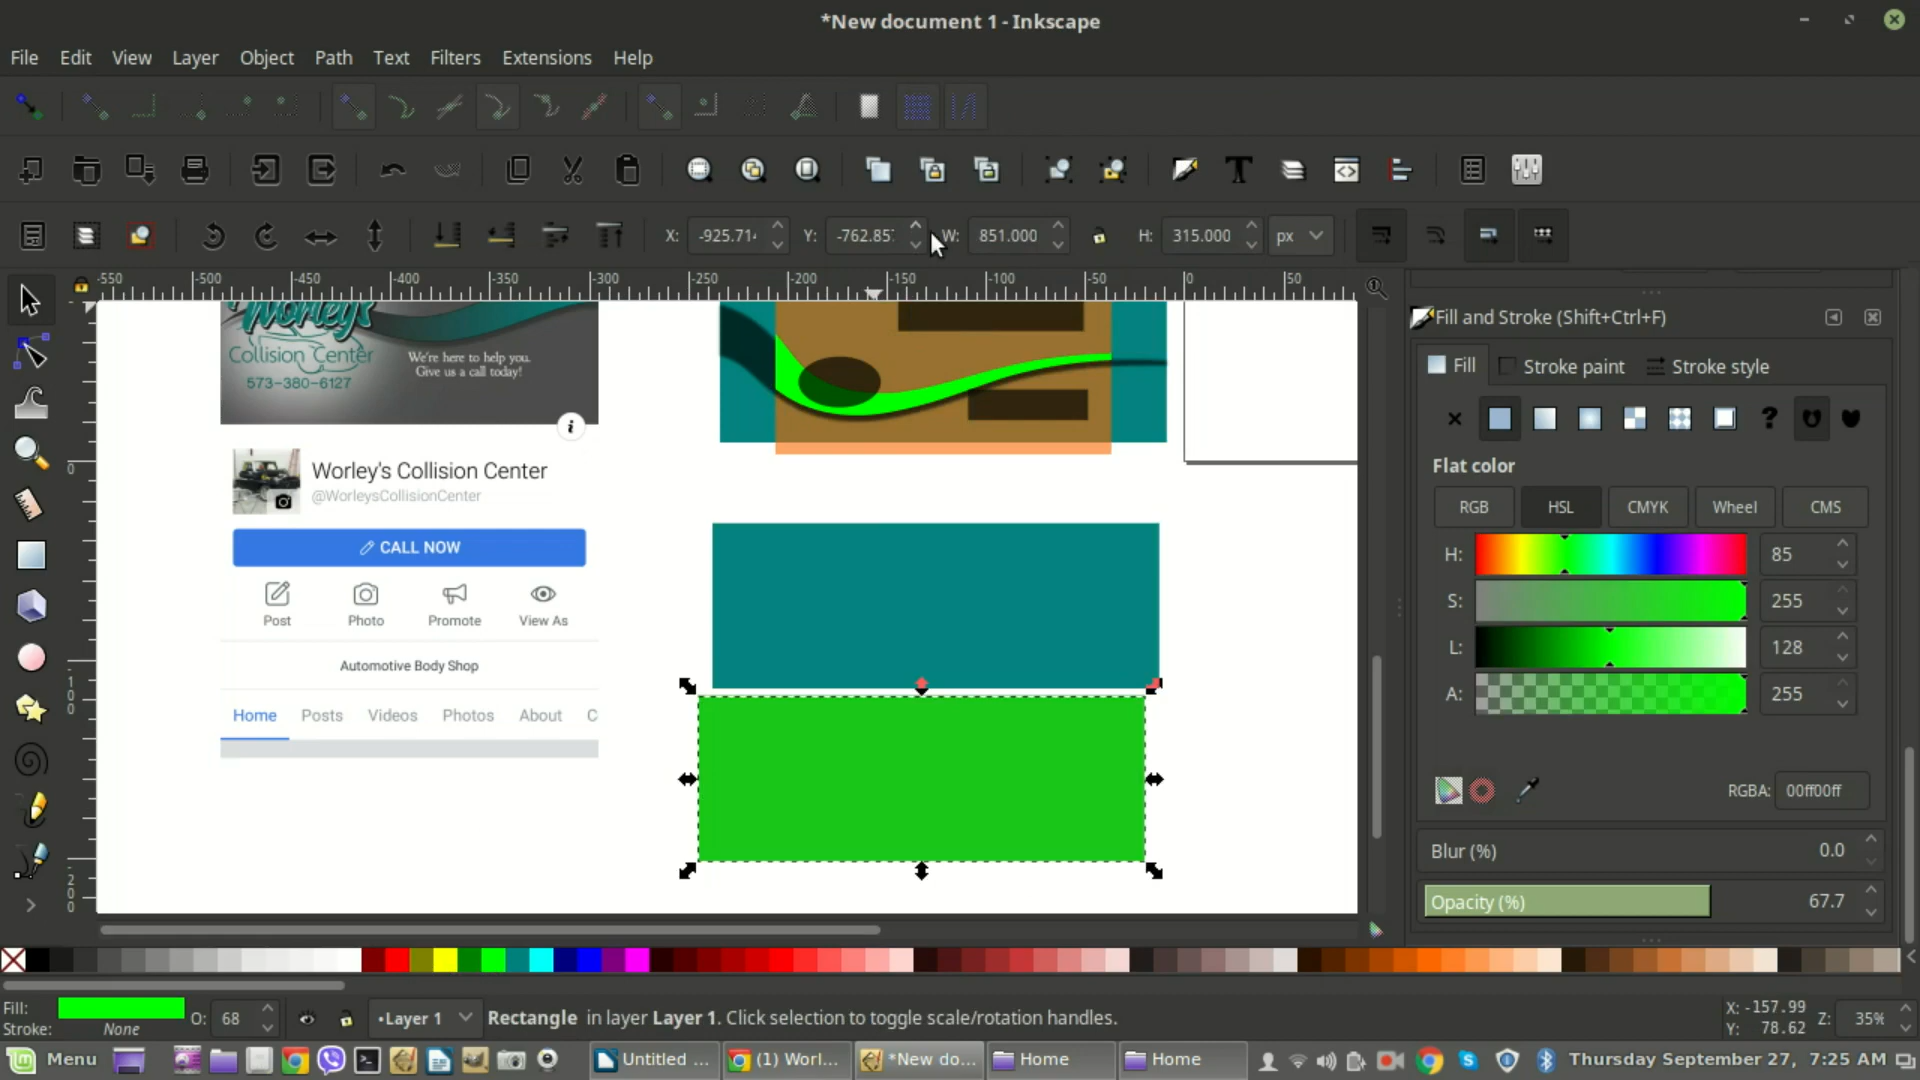 *New document 1 - Inkscape
File Edit View Layer Object Path Text Filters Extensions Help
X: -925.71 Y: -762.85 W: 851.000 H: 315.000 px
-550 -500 -450 -400 -350 -300 -250 -200 -150 -100 -50 0 50
Worley's
Collision Center
573-380-6127
We're here to help you.
Give us a call today!
i
Worley's Collision Center
@WorleysCollisionCenter
CALL NOW
Post Photo Promote View As
Automotive Body Shop
Home Posts Videos Photos About C
0
100
200
Fill and Stroke (Shift+Ctrl+F)
Fill Stroke paint Stroke style
?
Flat color
RGB HSL CMYK Wheel CMS
H: 85
S: 255
L: 128
A: 255
RGBA: 00ff00ff
Blur (%) 0.0
Opacity (%) 67.7
Fill:
Stroke: None
O: 68
•Layer 1
Rectangle in layer Layer 1. Click selection to toggle scale/rotation handles.
X: -157.99
Y: 78.62
Z: 35%
Menu
Untitled ... (1) Worl... *New do... Home Home
Thursday September 27, 7:25 AM